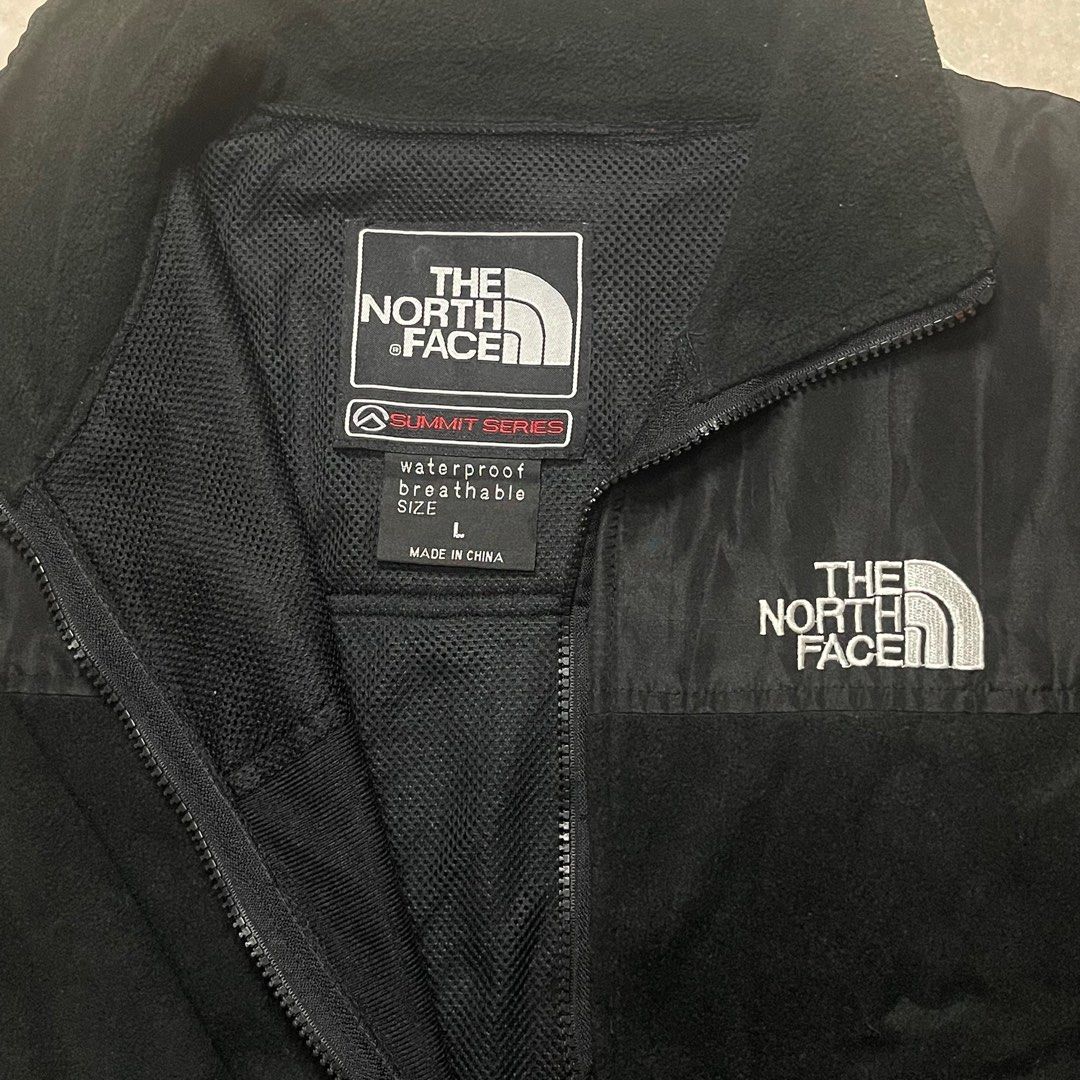 THE
NORTH
® FACE
SUMMIT SERIES
waterproof
breathable
SIZE
L
MADE IN CHINA
THE
NORTH
FACE